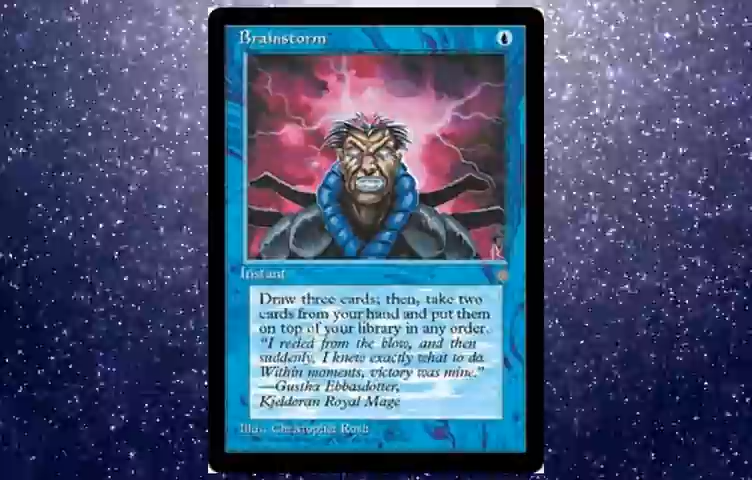 Brainstorm
Instant
Draw three cards; then, take two
cards from your hand and put them
on top of your library in any order.
"I reeled from the blow, and then
suddenly, I knew exactly what to do.
Within moments, victory was mine."
—Gustha Ebbasdotter,
Kjeldoran Royal Mage
Illus. Christopher Rush